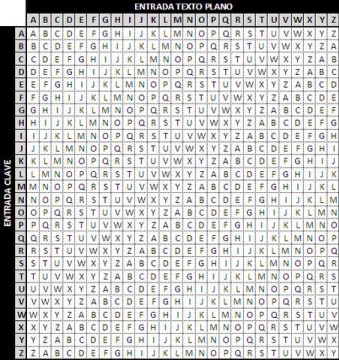 ENTRADA TEXTO PLANO
A B C D E F G H I J K L M N O P Q R S T U V W X Y Z
ENTRADA CLAVE
A A B C D E F G H I J K L M N O P Q R S T U V W X Y Z
B B C D E F G H I J K L M N O P Q R S T U V W X Y Z A
C C D E F G H I J K L M N O P Q R S T U V W X Y Z A B
D D E F G H I J K L M N O P Q R S T U V W X Y Z A B C
E E F G H I J K L M N O P Q R S T U V W X Y Z A B C D
F F G H I J K L M N O P Q R S T U V W X Y Z A B C D E
G G H I J K L M N O P Q R S T U V W X Y Z A B C D E F
H H I J K L M N O P Q R S T U V W X Y Z A B C D E F G
I I J K L M N O P Q R S T U V W X Y Z A B C D E F G H
J J K L M N O P Q R S T U V W X Y Z A B C D E F G H I
K K L M N O P Q R S T U V W X Y Z A B C D E F G H I J
L L M N O P Q R S T U V W X Y Z A B C D E F G H I J K
M M N O P Q R S T U V W X Y Z A B C D E F G H I J K L
N N O P Q R S T U V W X Y Z A B C D E F G H I J K L M
O O P Q R S T U V W X Y Z A B C D E F G H I J K L M N
P P Q R S T U V W X Y Z A B C D E F G H I J K L M N O
Q Q R S T U V W X Y Z A B C D E F G H I J K L M N O P
R R S T U V W X Y Z A B C D E F G H I J K L M N O P Q
S S T U V W X Y Z A B C D E F G H I J K L M N O P Q R
T T U V W X Y Z A B C D E F G H I J K L M N O P Q R S
U U V W X Y Z A B C D E F G H I J K L M N O P Q R S T
V V W X Y Z A B C D E F G H I J K L M N O P Q R S T U
W W X Y Z A B C D E F G H I J K L M N O P Q R S T U V
X X Y Z A B C D E F G H I J K L M N O P Q R S T U V W
Y Y Z A B C D E F G H I J K L M N O P Q R S T U V W X
Z Z A B C D E F G H I J K L M N O P Q R S T U V W X Y